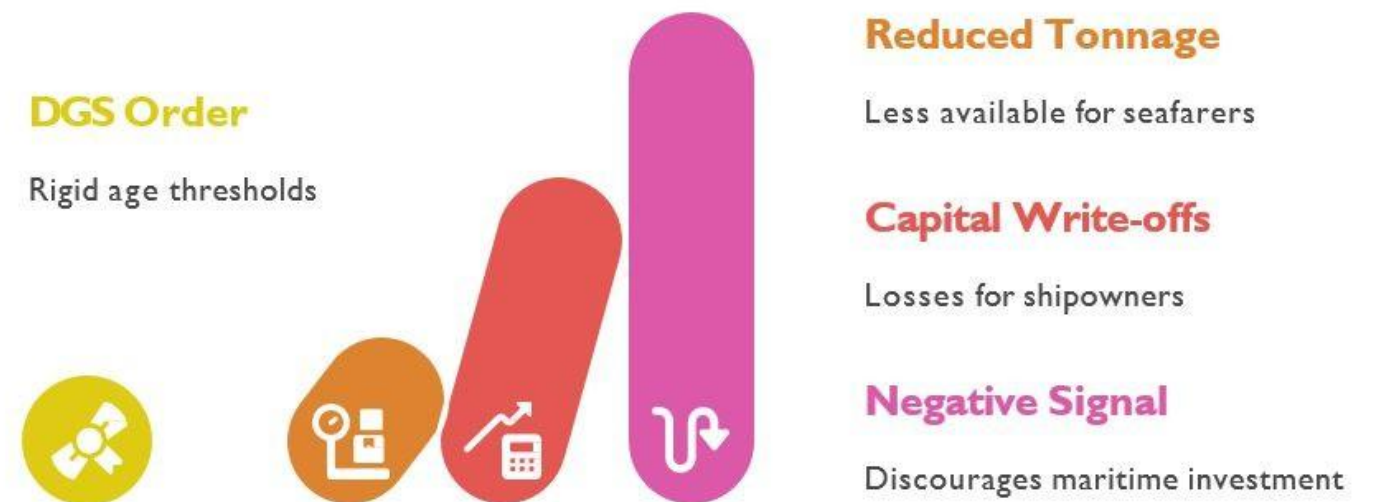 DGS Order
Rigid age thresholds
Reduced Tonnage
Less available for seafarers
Capital Write-offs
Losses for shipowners
Negative Signal
Discourages maritime investment